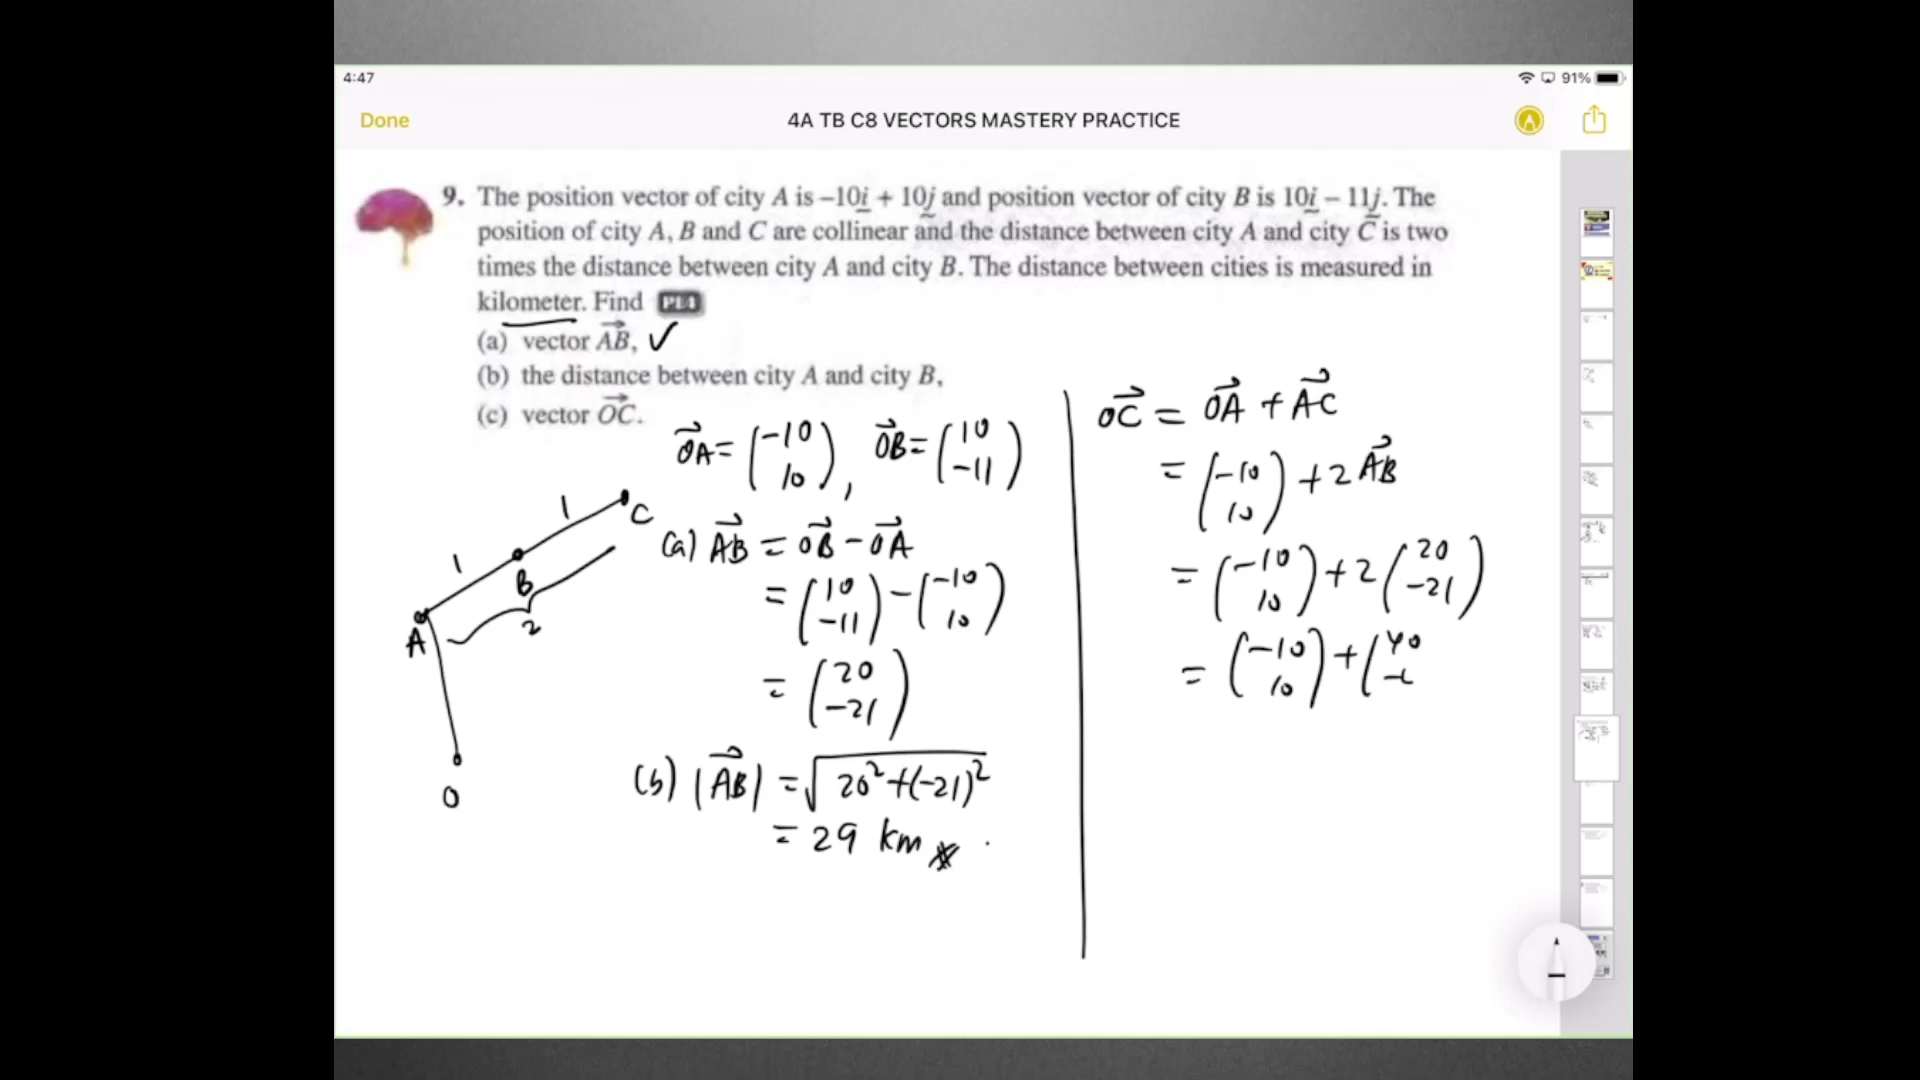 4:47
91%
Done
4A TB C8 VECTORS MASTERY PRACTICE
9. The position vector of city A is −10i + 10j and position vector of city B is 10i − 11j. The
position of city A, B and C are collinear and the distance between city A and city C is two
times the distance between city A and city B. The distance between cities is measured in
kilometer. Find PL4
(a) vector AB, ✓
(b) the distance between city A and city B,
(c) vector OC.
OA = (−10 10), OB = (10 −11)
1
1
C
B
A
2
O
(a) AB = OB − OA
= (10 −11) − (−10 10)
= (20 −21)
(b) |AB| = √20² + (−21)²
= 29 km
OC = OA + AC
= (−10 10) + 2 AB
= (−10 10) + 2 (20 −21)
= (−10 10) + (40 −